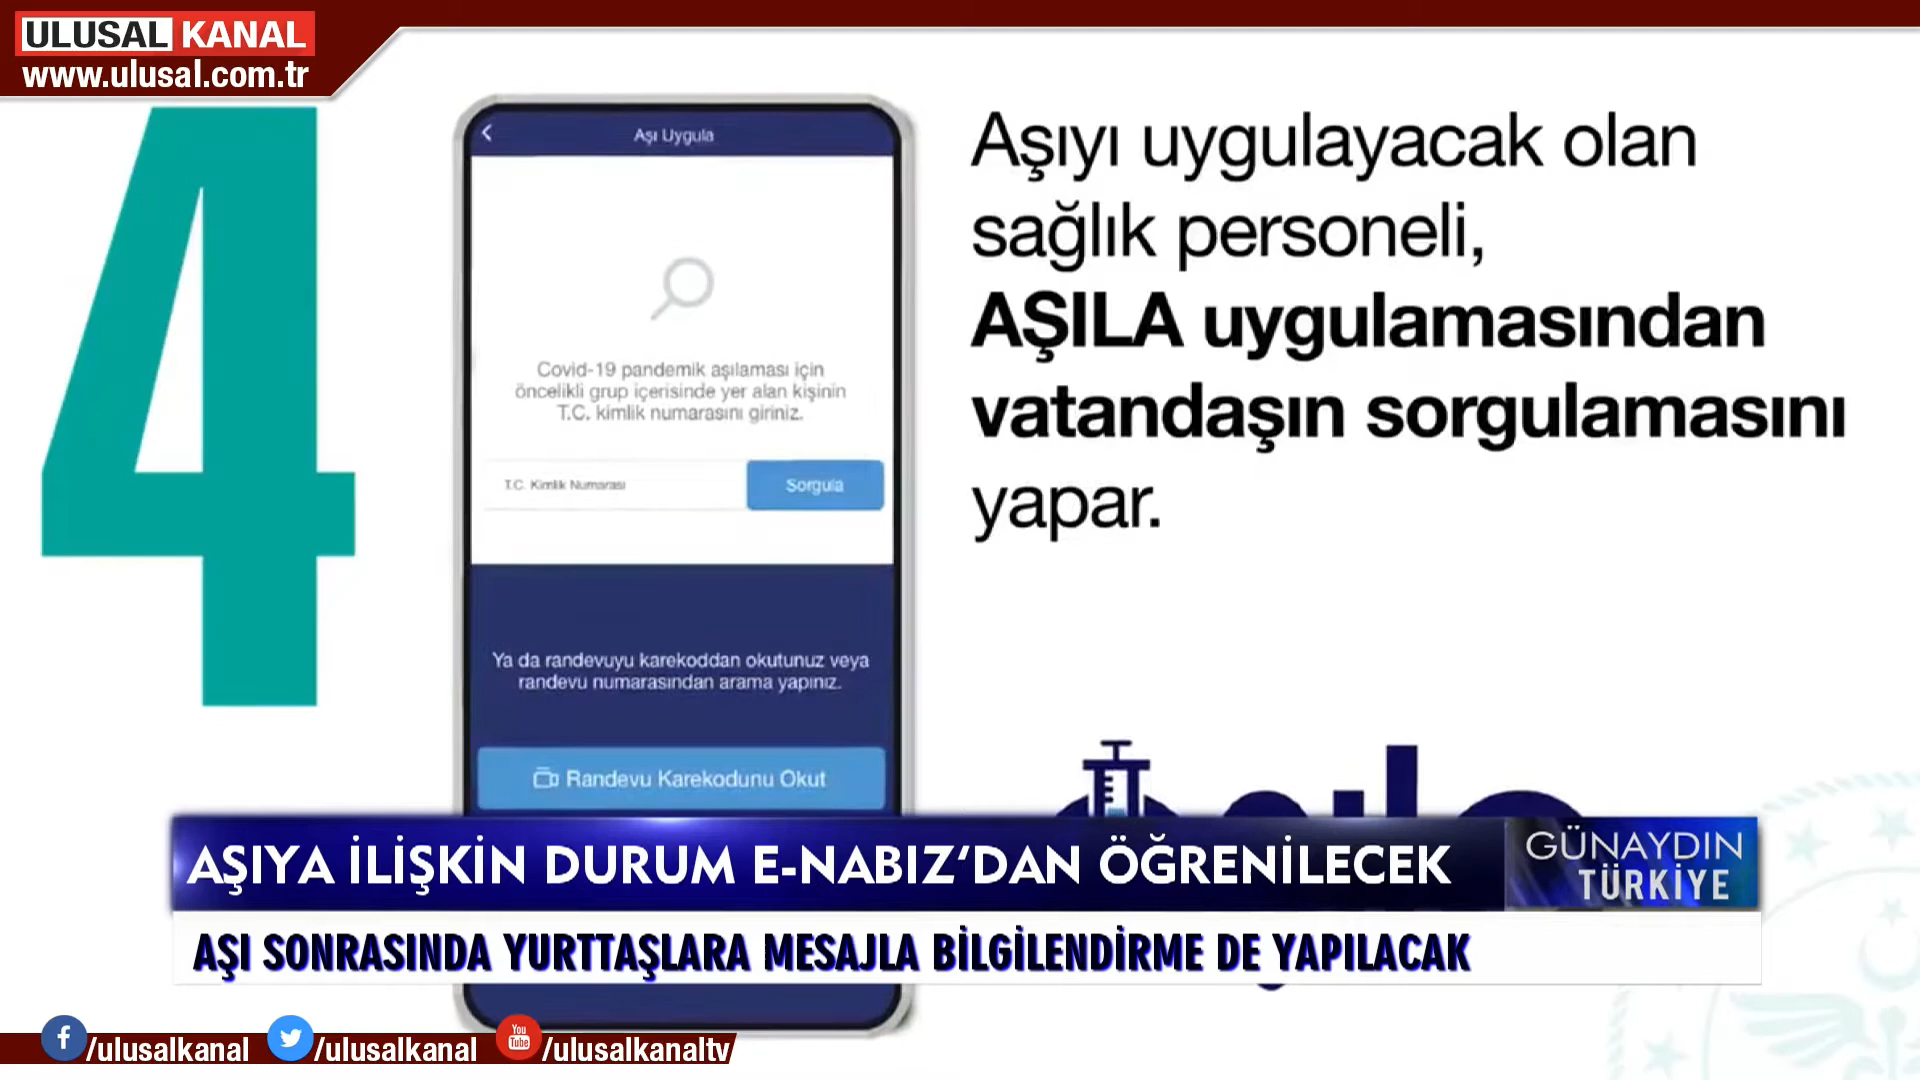 ULUSAL KANAL
www.ulusal.com.tr
4
Aşı Uygula
Covid-19 pandemik aşılaması için
öncelikli grup içerisinde yer alan kişinin
T.C. kimlik numarasını giriniz.
T.C. Kimlik Numarası
Sorgula
Ya da randevuyu karekoddan okutunuz veya
randevu numarasından arama yapınız.
Randevu Karekodunu Okut
Aşıyı uygulayacak olan
sağlık personeli,
AŞILA uygulamasından
vatandaşın sorgulamasını
yapar.
AŞIYA İLİŞKİN DURUM E-NABIZ‘DAN ÖĞRENİLECEK
GÜNAYDIN
TÜRKİYE
AŞI SONRASINDA YURTTAŞLARA MESAJLA BİLGİLENDİRME DE YAPILACAK
/ulusalkanal
/ulusalkanal
You
Tube
/ulusalkanaltv